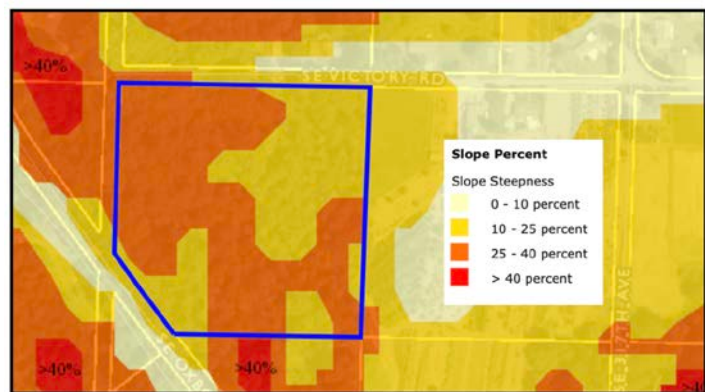 >40%
SE VICTORY RD
Slope Percent
Slope Steepness
0 - 10 percent
10 - 25 percent
25 - 40 percent
> 40 percent
>40%
>40%